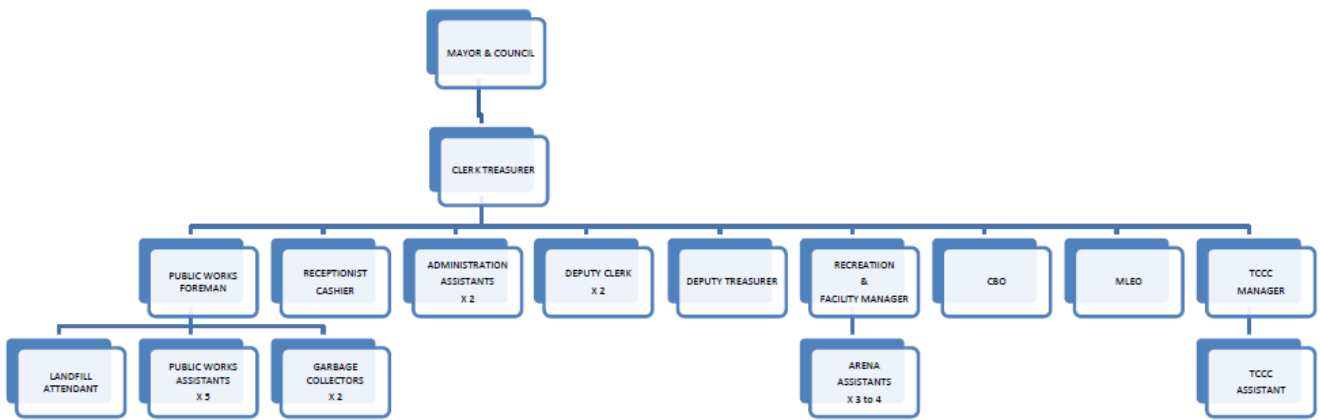 MAYOR & COUNCIL
CLERK TREASURER
PUBLIC WORKS
FOREMAN
RECEPTIONIST
CASHIER
ADMINISTRATION
ASSISTANTS
X 2
DEPUTY CLERK
X 2
DEPUTY TREASURER
RECREATIION
&
FACILITY MANAGER
CBO
MLEO
TCCC
MANAGER
LANDFILL
ATTENDANT
PUBLIC WORKS
ASSISTANTS
X 5
GARBAGE
COLLECTORS
X 2
ARENA
ASSISTANTS
X 3 to 4
TCCC
ASSISTANT